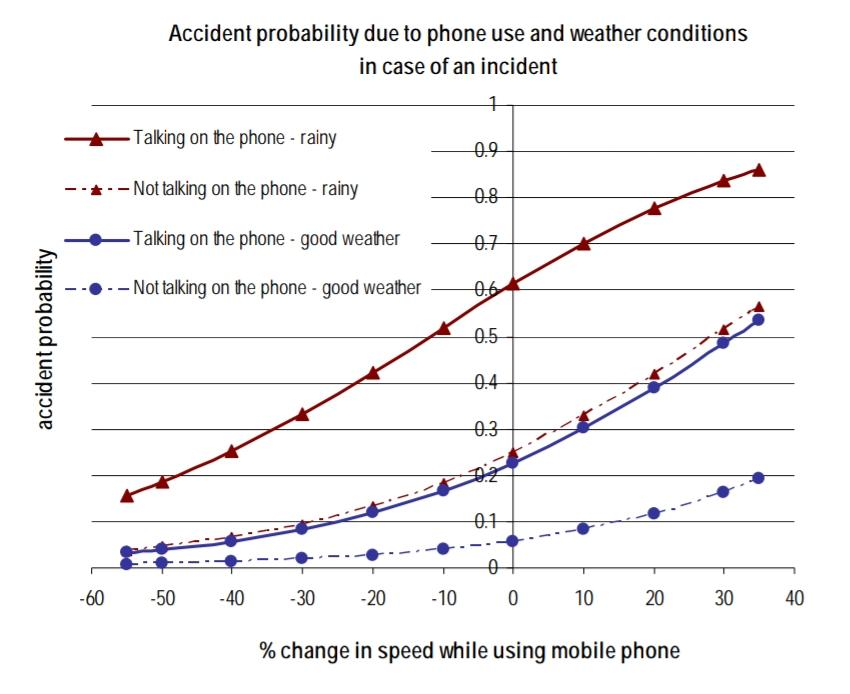 Accident probability due to phone use and weather conditions
in case of an incident
Talking on the phone - rainy
Not talking on the phone - rainy
Talking on the phone - good weather
Not talking on the phone - good weather
accident probability
1
0.9
0.8
0.7
0.6
0.5
0.4
0.3
0.2
0.1
0
-60 -50 -40 -30 -20 -10 0 10 20 30 40
% change in speed while using mobile phone